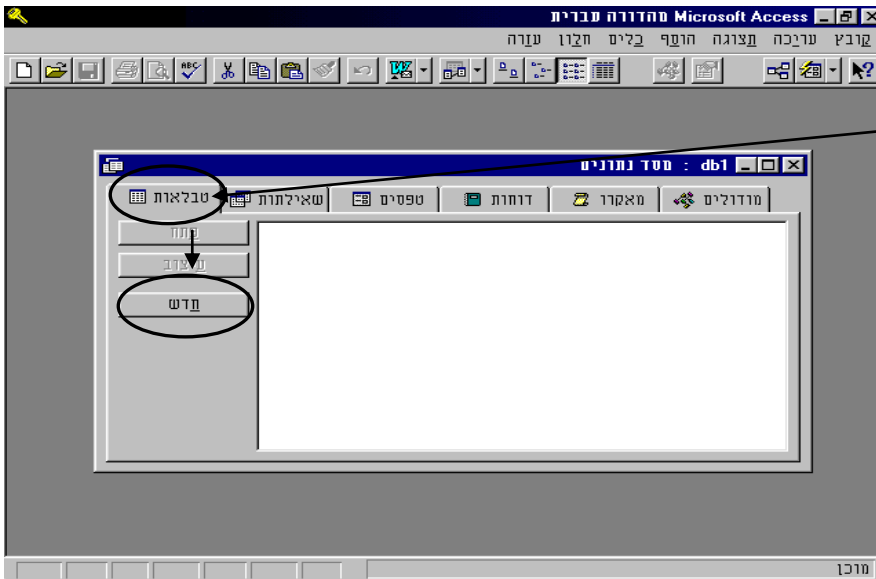 Microsoft Access מהדורה עברית
קובץ עריכה תצוגה הוסף כלים חלון עזרה
db1 : מסד נתונים
טבלאות שאילתות טפסים דוחות מאקרו מודולים
פתח
עיצוב
חדש
מוכן